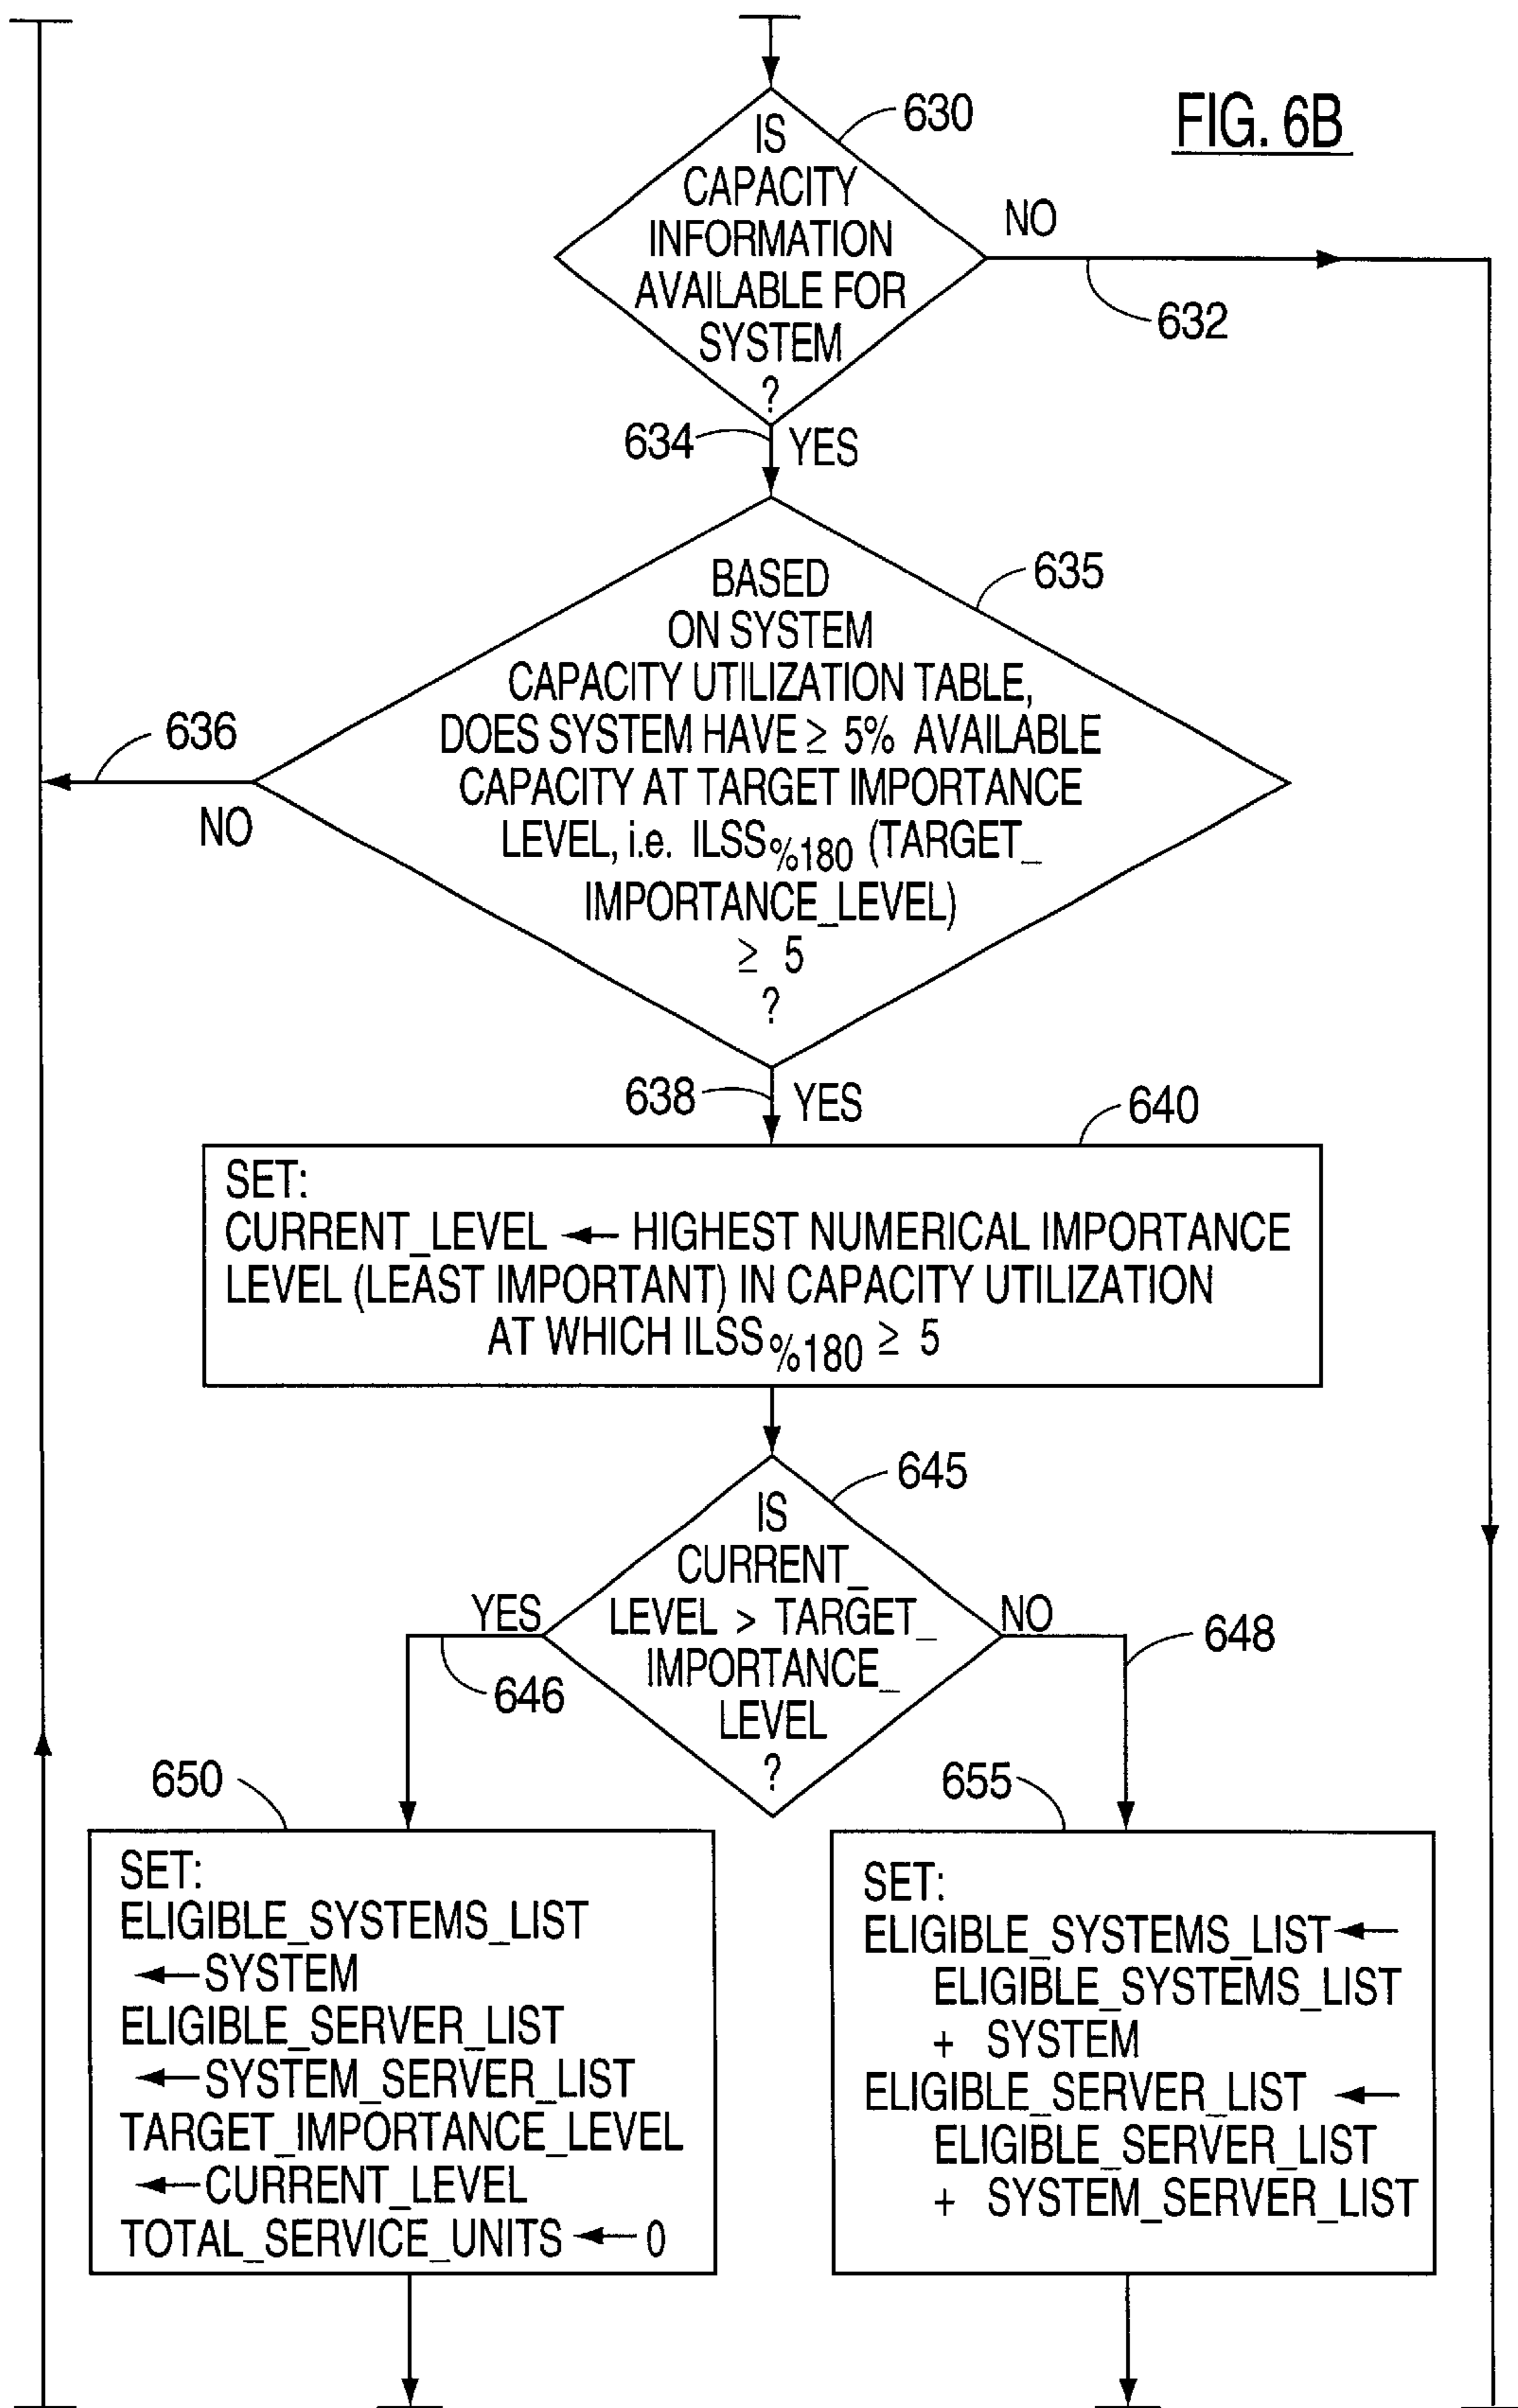 FIG. 6B
630
IS
CAPACITY
INFORMATION
AVAILABLE FOR
SYSTEM
?
NO
632
634
YES
635
BASED
ON SYSTEM
CAPACITY UTILIZATION TABLE,
DOES SYSTEM HAVE ≥ 5% AVAILABLE
CAPACITY AT TARGET IMPORTANCE
LEVEL, i.e. ILSS%180 (TARGET_
IMPORTANCE_LEVEL)
≥ 5
?
636
NO
638
YES
640
SET:
CURRENT_LEVEL ← HIGHEST NUMERICAL IMPORTANCE
LEVEL (LEAST IMPORTANT) IN CAPACITY UTILIZATION
AT WHICH ILSS%180 ≥ 5
645
IS
CURRENT_
LEVEL > TARGET_
IMPORTANCE_
LEVEL
?
YES
646
NO
648
650
SET:
ELIGIBLE_SYSTEMS_LIST
←SYSTEM
ELIGIBLE_SERVER_LIST
←SYSTEM_SERVER_LIST
TARGET_IMPORTANCE_LEVEL
←CURRENT_LEVEL
TOTAL_SERVICE_UNITS ← 0
655
SET:
ELIGIBLE_SYSTEMS_LIST←
ELIGIBLE_SYSTEMS_LIST
+ SYSTEM
ELIGIBLE_SERVER_LIST ←
ELIGIBLE_SERVER_LIST
+ SYSTEM_SERVER_LIST